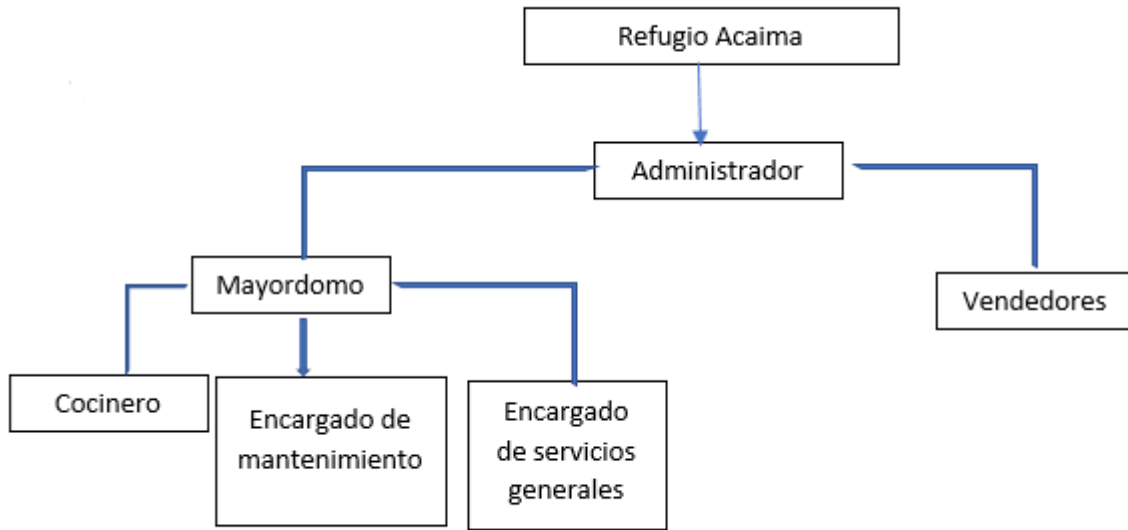 Refugio Acaima
Administrador
Mayordomo
Vendedores
Cocinero
Encargado de
mantenimiento
Encargado
de servicios
generales